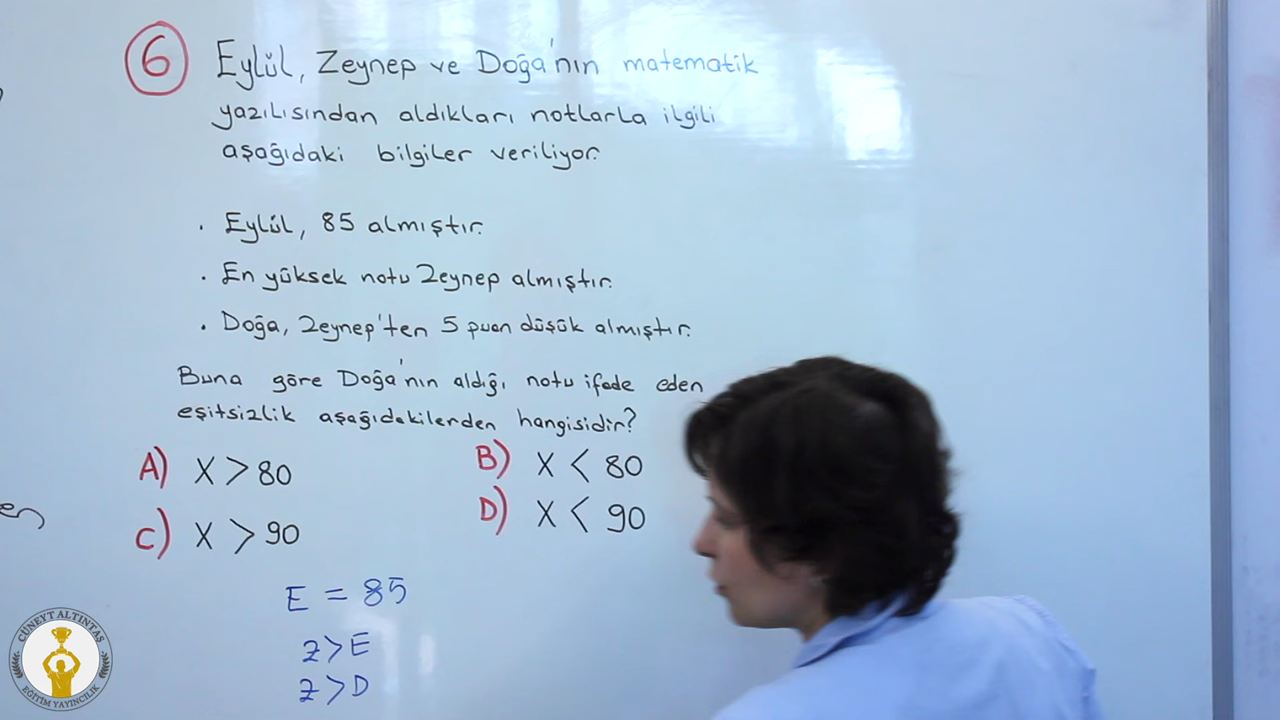 6 Eylül, Zeynep ve Doğa'nın matematik
yazılısından aldıkları notlarla ilgili
aşağıdaki bilgiler veriliyor.
. Eylül, 85 almıştır.
. En yüksek notu Zeynep almıştır.
. Doğa, Zeynep'ten 5 puan düşük almıştır.
Buna göre Doğa'nın aldığı notu ifade eden
eşitsizlik aşağıdakilerden hangisidir?
A) X > 80
B) X < 80
C) X > 90
D) X < 90
E = 85
z > E
z > D
CÜNEYT ALTINTAŞ
EĞİTİM YAYINCILIK